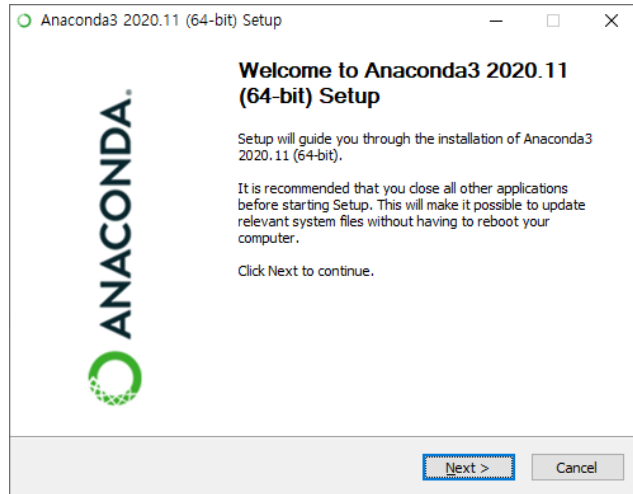 Anaconda3 2020.11 (64-bit) Setup
Welcome to Anaconda3 2020.11
(64-bit) Setup
ANACONDA.
Setup will guide you through the installation of Anaconda3
2020.11 (64-bit).
It is recommended that you close all other applications
before starting Setup. This will make it possible to update
relevant system files without having to reboot your
computer.
Click Next to continue.
Next >
Cancel